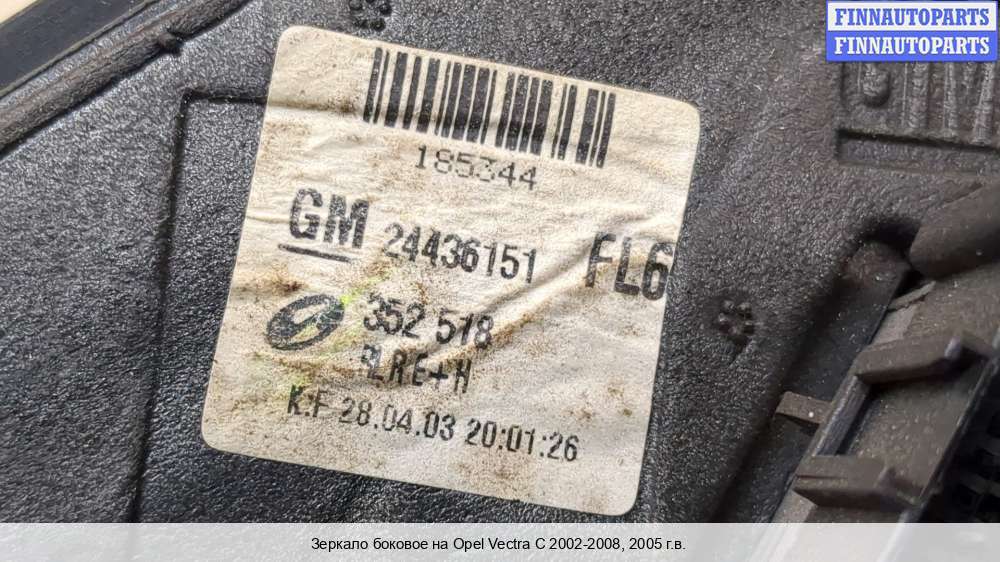 FINNAUTOPARTS
FINNAUTOPARTS
185344
GM 24436151 FL6
352 518
RLRE+H
K:F 28.04.03 20:01:26
Зеркало боковое на Opel Vectra C 2002-2008, 2005 г.в.